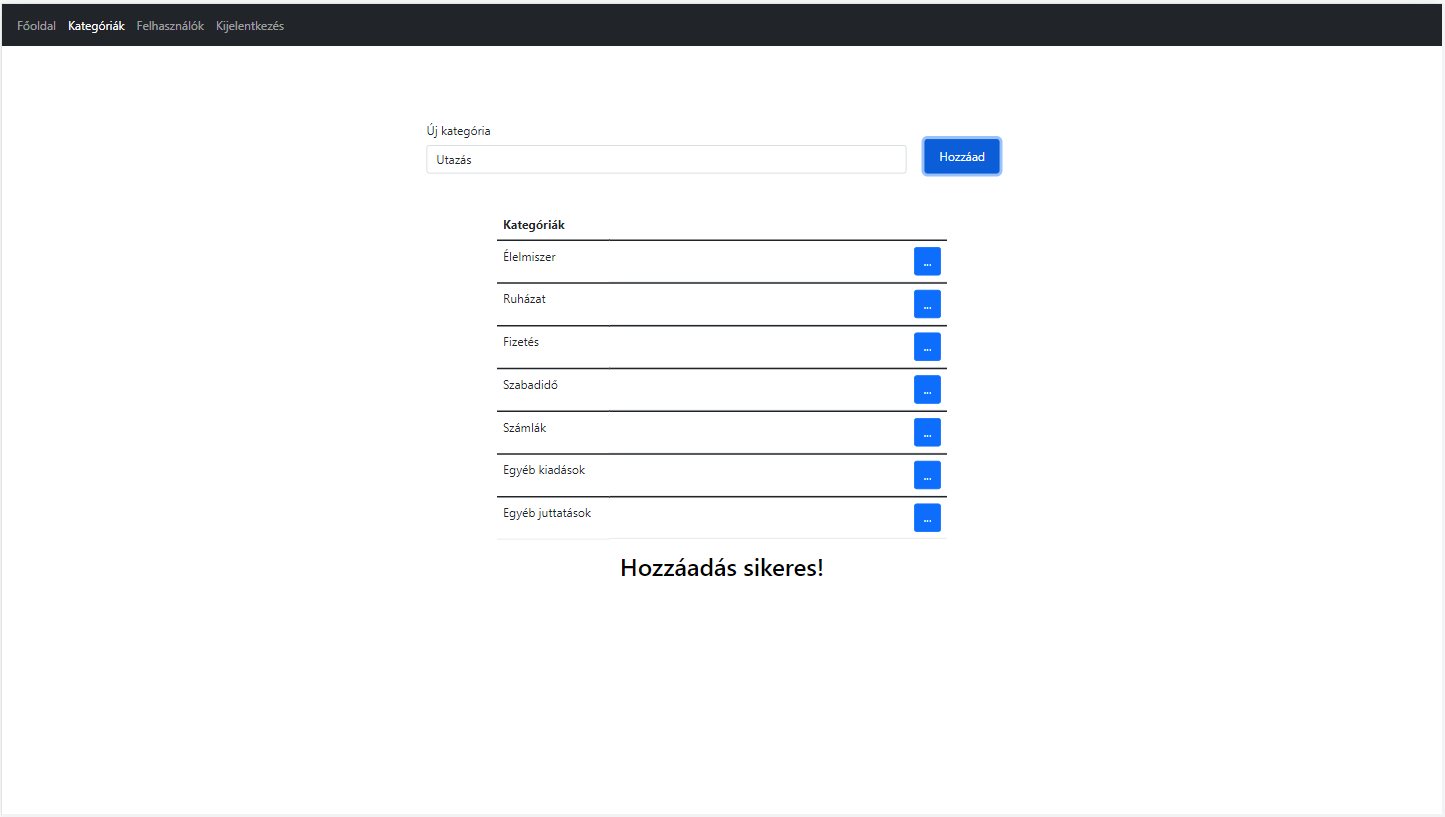 Főoldal Kategóriák Felhasználók Kijelentkezés
Új kategória
Utazás
Hozzáad
Kategóriák
Élelmiszer ...
Ruházat ...
Fizetés ...
Szabadidő ...
Számlák ...
Egyéb kiadások ...
Egyéb juttatások ...
Hozzáadás sikeres!